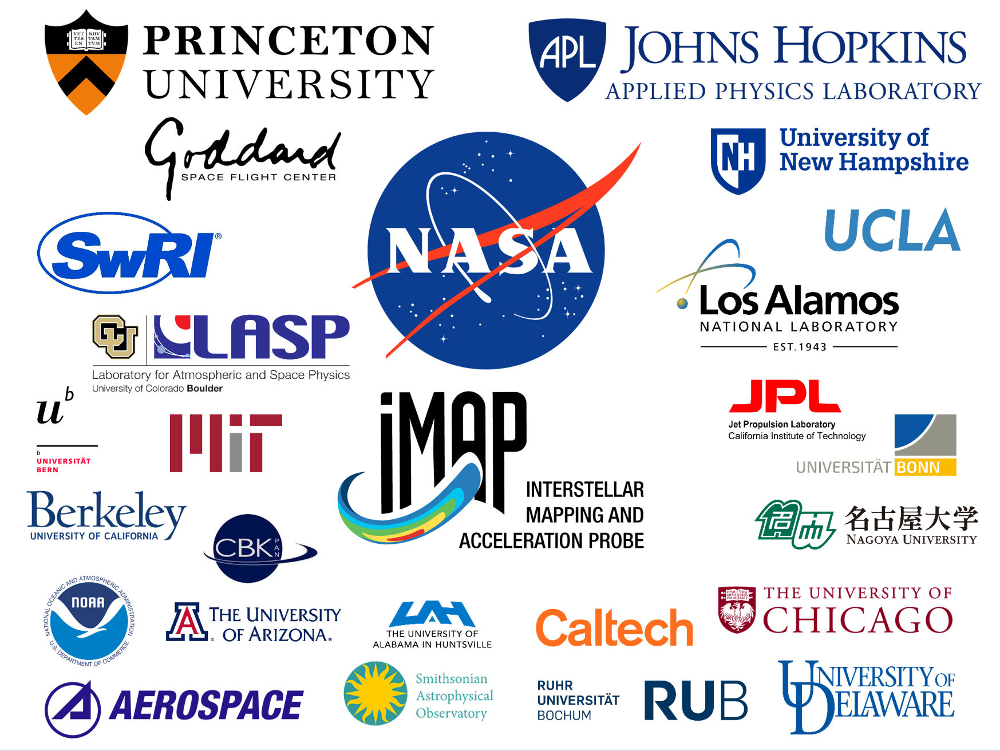 VET NOV
TES TAM
EN TVM
PRINCETON
UNIVERSITY
APL
JOHNS HOPKINS
APPLIED PHYSICS LABORATORY
Goddard
SPACE FLIGHT CENTER
NASA
NH
University of
New Hampshire
SwRI®
UCLA
Los Alamos
NATIONAL LABORATORY
EST.1943
CU
LASP
Laboratory for Atmospheric and Space Physics
University of Colorado Boulder
u b
b
UNIVERSITÄT
BERN
MIT
iMAP
INTERSTELLAR
MAPPING AND
ACCELERATION PROBE
JPL
Jet Propulsion Laboratory
California Institute of Technology
UNIVERSITÄT BONN
Berkeley
UNIVERSITY OF CALIFORNIA
CBK PAN
名古屋大学
NAGOYA UNIVERSITY
NATIONAL OCEANIC AND ATMOSPHERIC ADMINISTRATION
NOAA
U.S. DEPARTMENT OF COMMERCE
A
THE UNIVERSITY
OF ARIZONA®
UAH
THE UNIVERSITY OF
ALABAMA IN HUNTSVILLE
Caltech
THE UNIVERSITY OF
CHICAGO
AEROSPACE
Smithsonian
Astrophysical
Observatory
RUHR
UNIVERSITÄT
BOCHUM
RUB
UNIVERSITY OF
DELAWARE